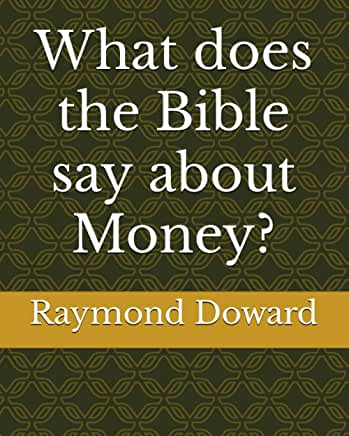 What does
the Bible
say about
Money?
Raymond Doward